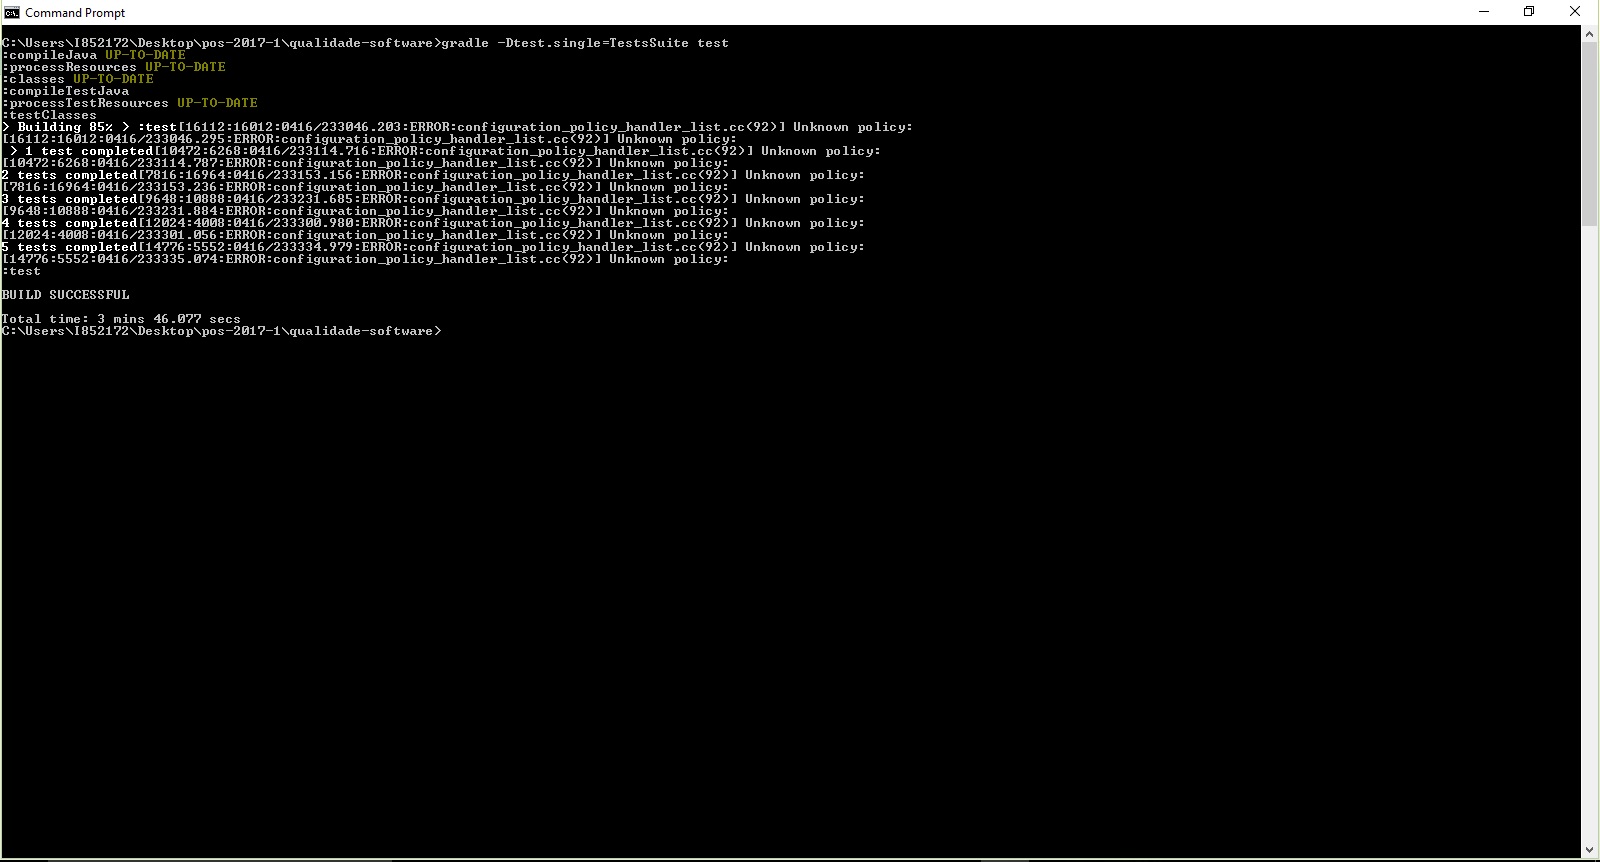 Command Prompt
C:\Users\I852172\Desktop\pos-2017-1\qualidade-software>gradle -Dtest.single=TestsSuite test
:compileJava UP-TO-DATE
:processResources UP-TO-DATE
:classes UP-TO-DATE
:compileTestJava
:processTestResources UP-TO-DATE
:testClasses
> Building 85% > :test[16112:16012:0416/233046.203:ERROR:configuration_policy_handler_list.cc(92)] Unknown policy:
[16112:16012:0416/233046.295:ERROR:configuration_policy_handler_list.cc(92)] Unknown policy:
 > 1 test completed[10472:6268:0416/233114.716:ERROR:configuration_policy_handler_list.cc(92)] Unknown policy:
[10472:6268:0416/233114.787:ERROR:configuration_policy_handler_list.cc(92)] Unknown policy:
2 tests completed[7816:16964:0416/233153.156:ERROR:configuration_policy_handler_list.cc(92)] Unknown policy:
[7816:16964:0416/233153.236:ERROR:configuration_policy_handler_list.cc(92)] Unknown policy:
3 tests completed[9648:10888:0416/233231.685:ERROR:configuration_policy_handler_list.cc(92)] Unknown policy:
[9648:10888:0416/233231.884:ERROR:configuration_policy_handler_list.cc(92)] Unknown policy:
4 tests completed[12024:4008:0416/233300.980:ERROR:configuration_policy_handler_list.cc(92)] Unknown policy:
[12024:4008:0416/233301.056:ERROR:configuration_policy_handler_list.cc(92)] Unknown policy:
5 tests completed[14776:5552:0416/233334.979:ERROR:configuration_policy_handler_list.cc(92)] Unknown policy:
[14776:5552:0416/233335.074:ERROR:configuration_policy_handler_list.cc(92)] Unknown policy:
:test
BUILD SUCCESSFUL
Total time: 3 mins 46.077 secs
C:\Users\I852172\Desktop\pos-2017-1\qualidade-software>